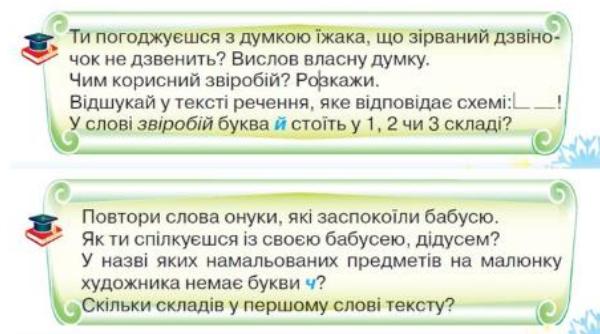 Ти погоджуєшся з думкою їжака, що зірваний дзвіно-
чок не дзвенить? Вислов власну думку.
Чим корисний звіробій? Розкажи.
Відшукай у тексті речення, яке відповідає схемі: !
У слові звіробій буква й стоїть у 1, 2 чи 3 складі?
Повтори слова онуки, які заспокоїли бабусю.
Як ти спілкуєшся із своєю бабусею, дідусем?
У назві яких намальованих предметів на малюнку
художника немає букви ч?
Скільки складів у першому слові тексту?